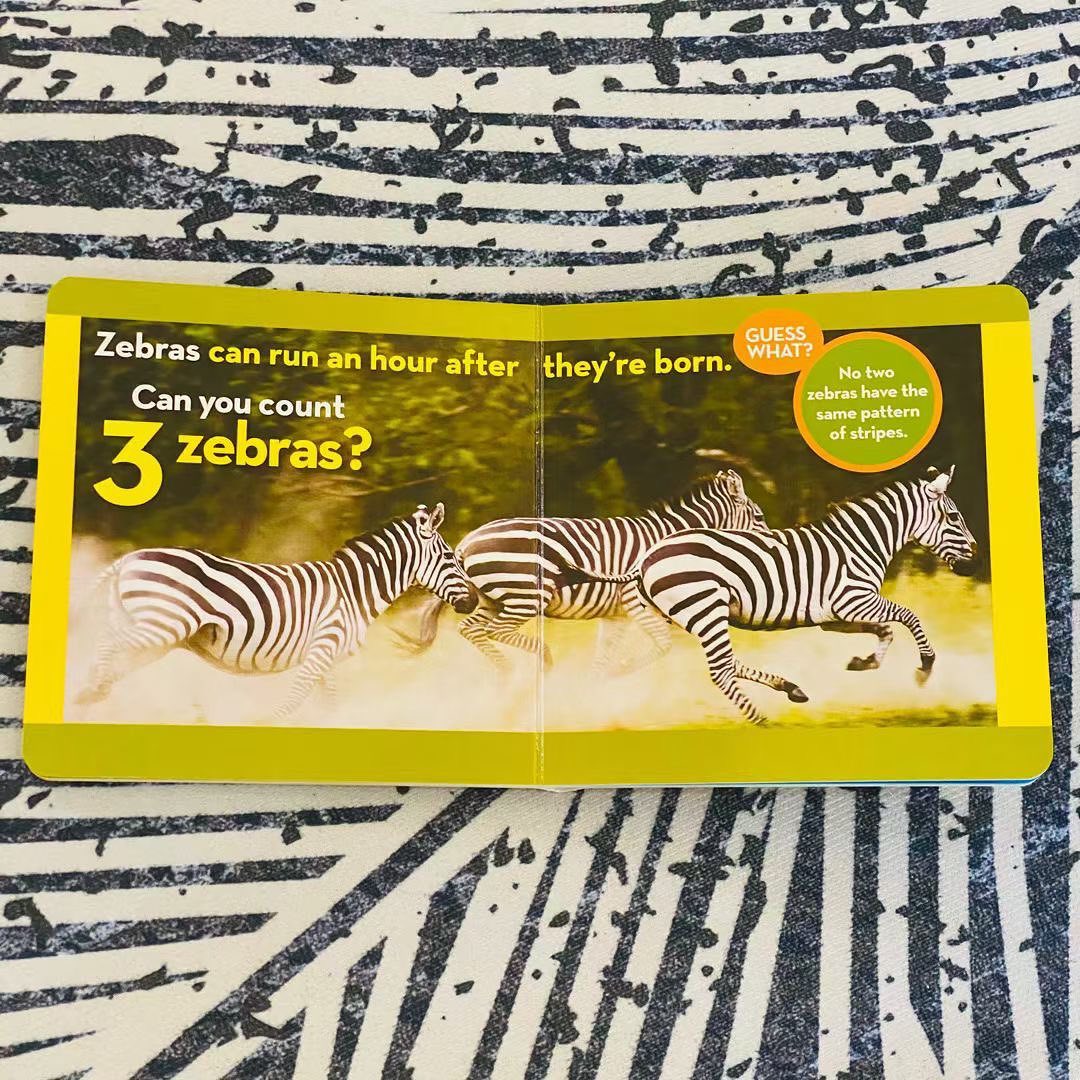 Zebras can run an hour after they're born.
Can you count
3 zebras?
GUESS
WHAT?
No two
zebras have the
same pattern
of stripes.